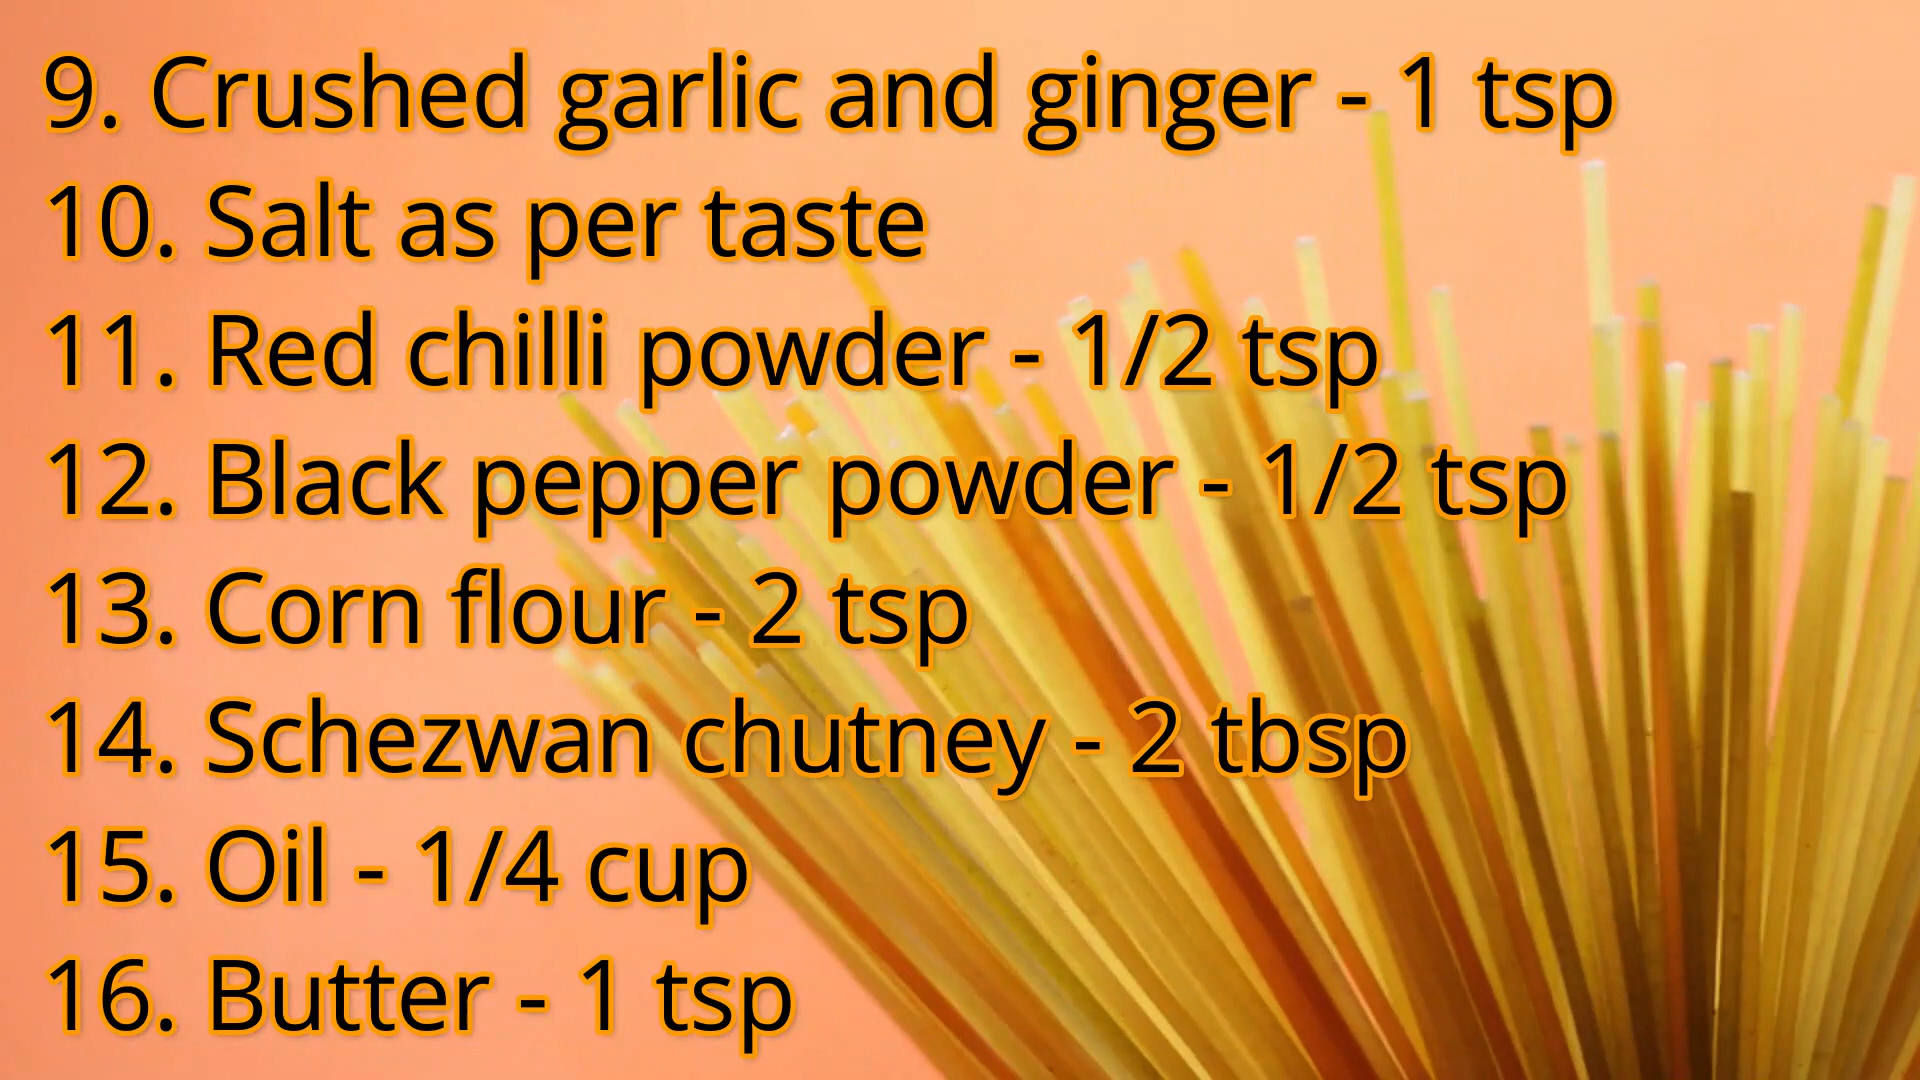 9. Crushed garlic and ginger - 1 tsp
10. Salt as per taste
11. Red chilli powder - 1/2 tsp
12. Black pepper powder - 1/2 tsp
13. Corn flour - 2 tsp
14. Schezwan chutney - 2 tbsp
15. Oil - 1/4 cup
16. Butter - 1 tsp